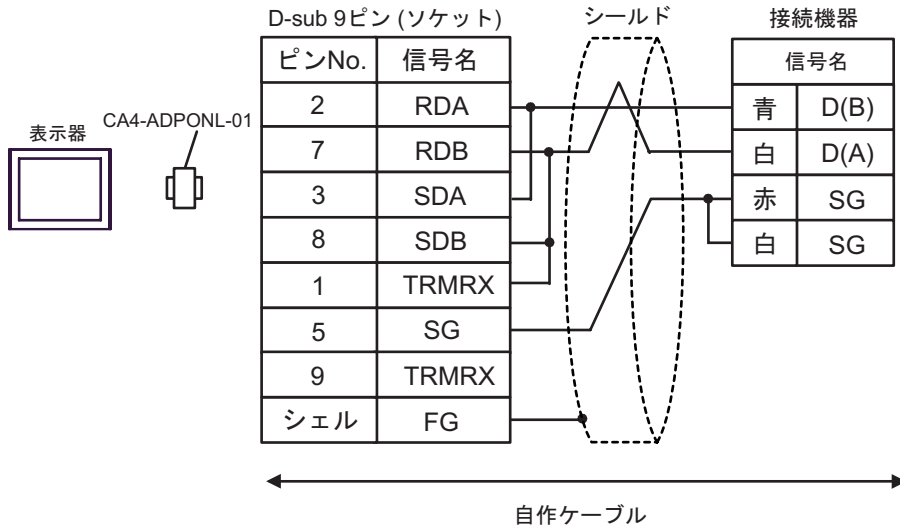 D-sub 9ピン (ソケット)
シールド
接続機器
ピンNo. 信号名
信号名
2 RDA
青 D(B)
CA4-ADPONL-01
表示器
7 RDB
白 D(A)
3 SDA
赤 SG
8 SDB
白 SG
1 TRMRX
5 SG
9 TRMRX
シェル FG
自作ケーブル